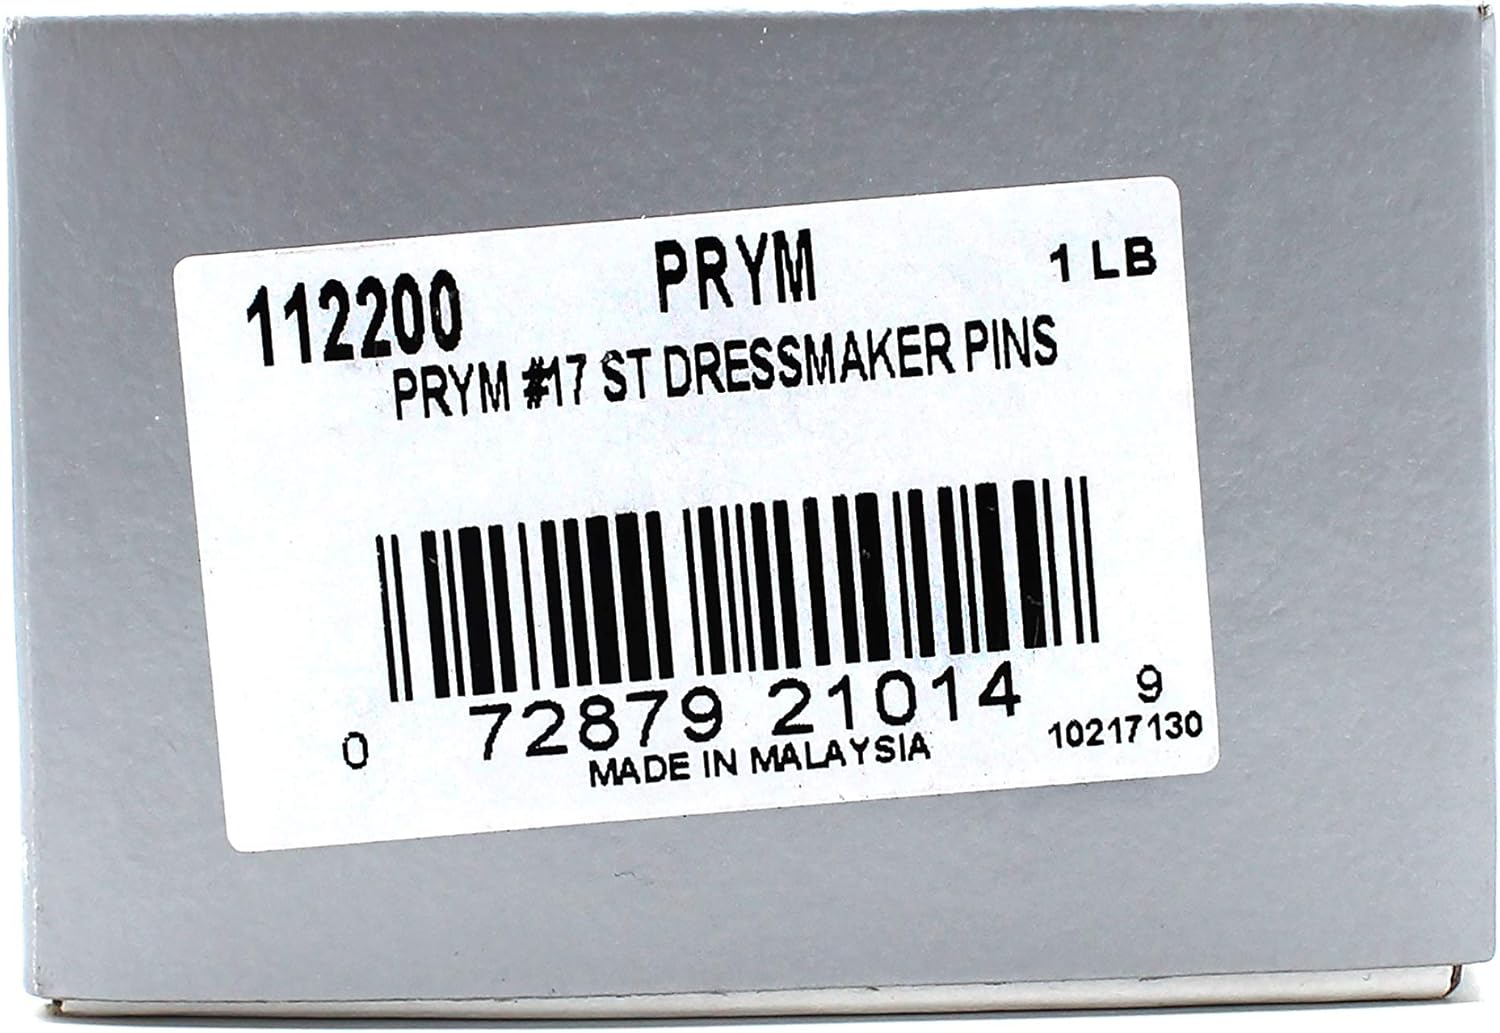 112200 PRYM 1 LB
PRYM #17 ST DRESSMAKER PINS
0 72879 21014 9
MADE IN MALAYSIA 10217130